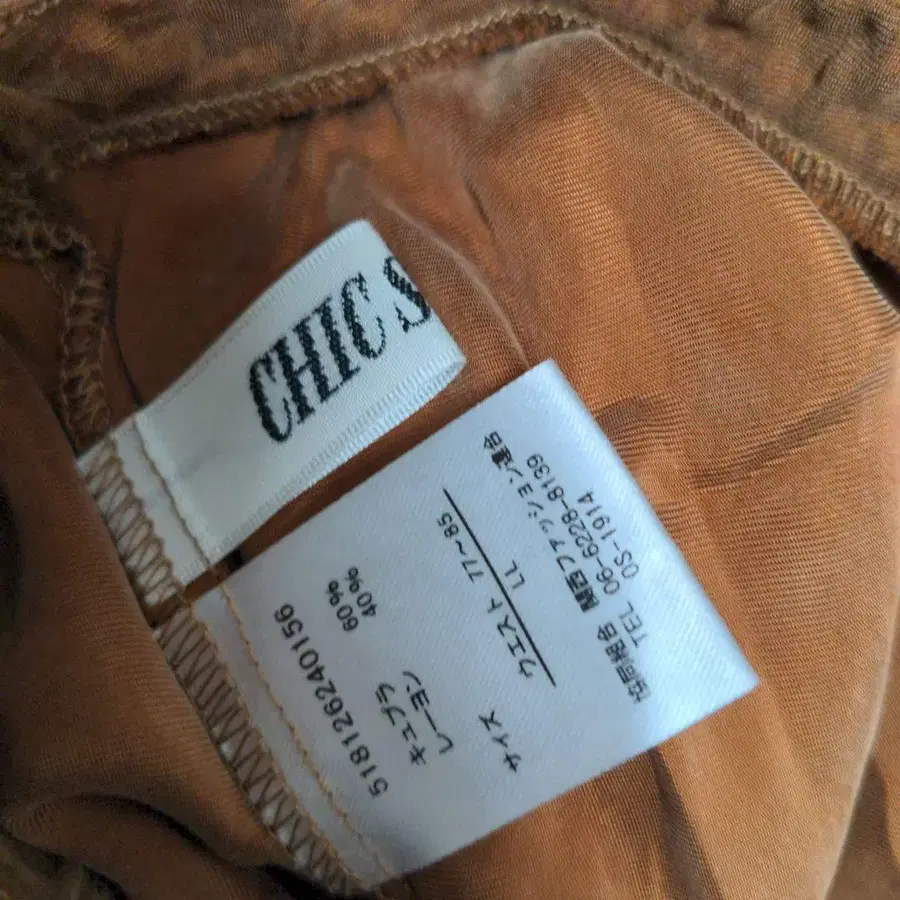 CHIC S
518126240156
キュプラ 60%
レーヨン 40%
サイズ LL
ウエスト 77~85
協同組合 関西ファッション連合
TEL 06-6228-8139
OS-1914